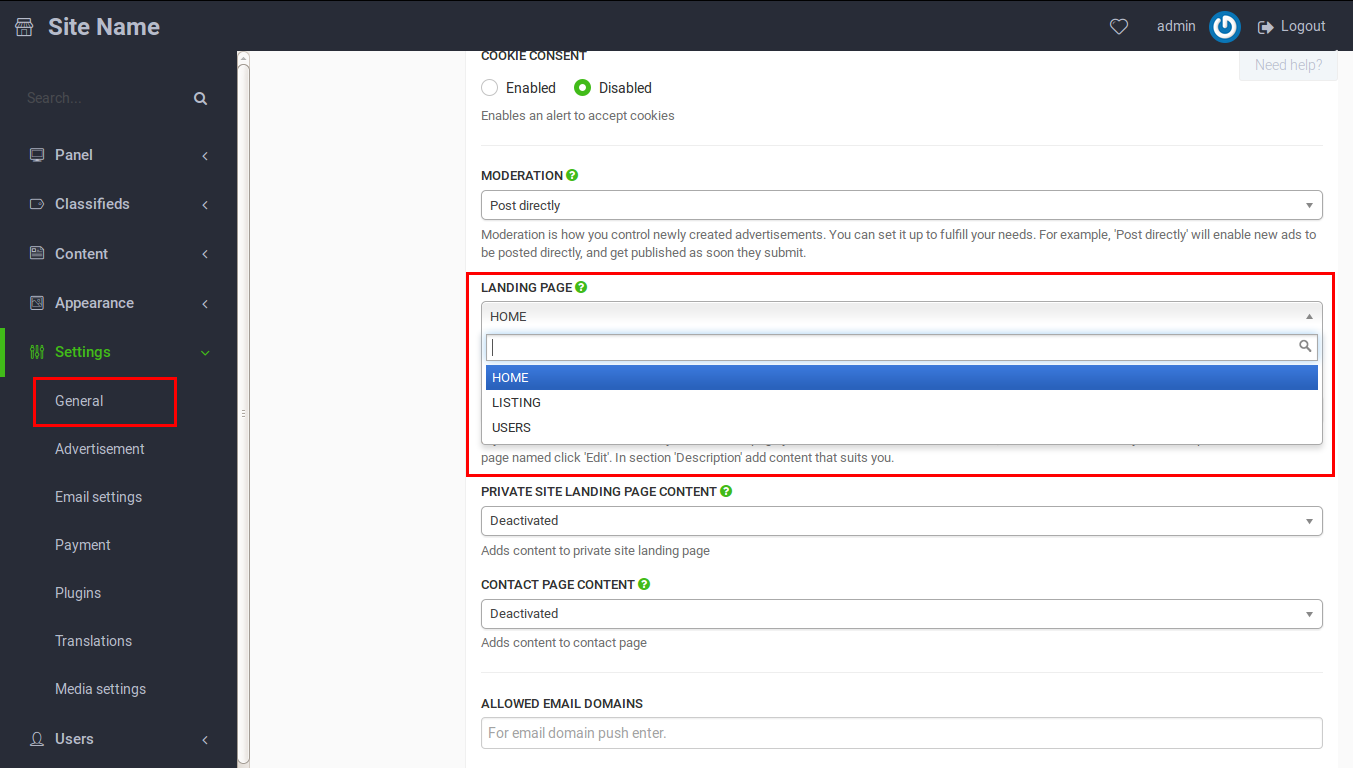 Site Name
admin
Logout
Search...
Panel
Classifieds
Content
Appearance
Settings
General
Advertisement
Email settings
Payment
Plugins
Translations
Media settings
Users
COOKIE CONSENT
Need help?
Enabled
Disabled
Enables an alert to accept cookies
MODERATION
Post directly
Moderation is how you control newly created advertisements. You can set it up to fulfill your needs. For example, 'Post directly' will enable new ads to
be posted directly, and get published as soon they submit.
LANDING PAGE
HOME
HOME
LISTING
USERS
page named click 'Edit'. In section 'Description' add content that suits you.
PRIVATE SITE LANDING PAGE CONTENT
Deactivated
Adds content to private site landing page
CONTACT PAGE CONTENT
Deactivated
Adds content to contact page
ALLOWED EMAIL DOMAINS
For email domain push enter.